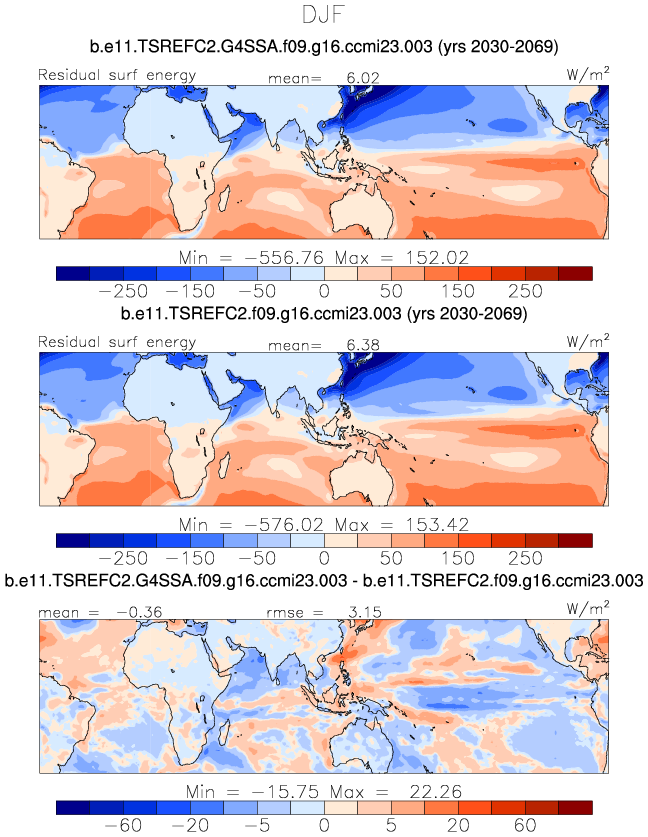 DJF
b.e11.TSREFC2.G4SSA.f09.g16.ccmi23.003 (yrs 2030-2069)
Residual surf energy mean= 6.02 W/m²
Min = -556.76 Max = 152.02
-250 -150 -50 0 50 150 250
b.e11.TSREFC2.f09.g16.ccmi23.003 (yrs 2030-2069)
Residual surf energy mean= 6.38 W/m²
Min = -576.02 Max = 153.42
-250 -150 -50 0 50 150 250
b.e11.TSREFC2.G4SSA.f09.g16.ccmi23.003 - b.e11.TSREFC2.f09.g16.ccmi23.003
mean = -0.36 rmse = 3.15 W/m²
Min = -15.75 Max = 22.26
-60 -20 -5 0 5 20 60